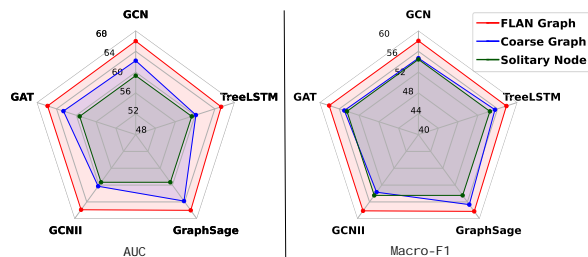 GCN
68
64
60
56
52
48
GAT
TreeLSTM
GCNII
GraphSage
AUC
GCN
60
56
52
48
44
40
GAT
TreeLSTM
GCNII
GraphSage
Macro-F1
FLAN Graph
Coarse Graph
Solitary Node